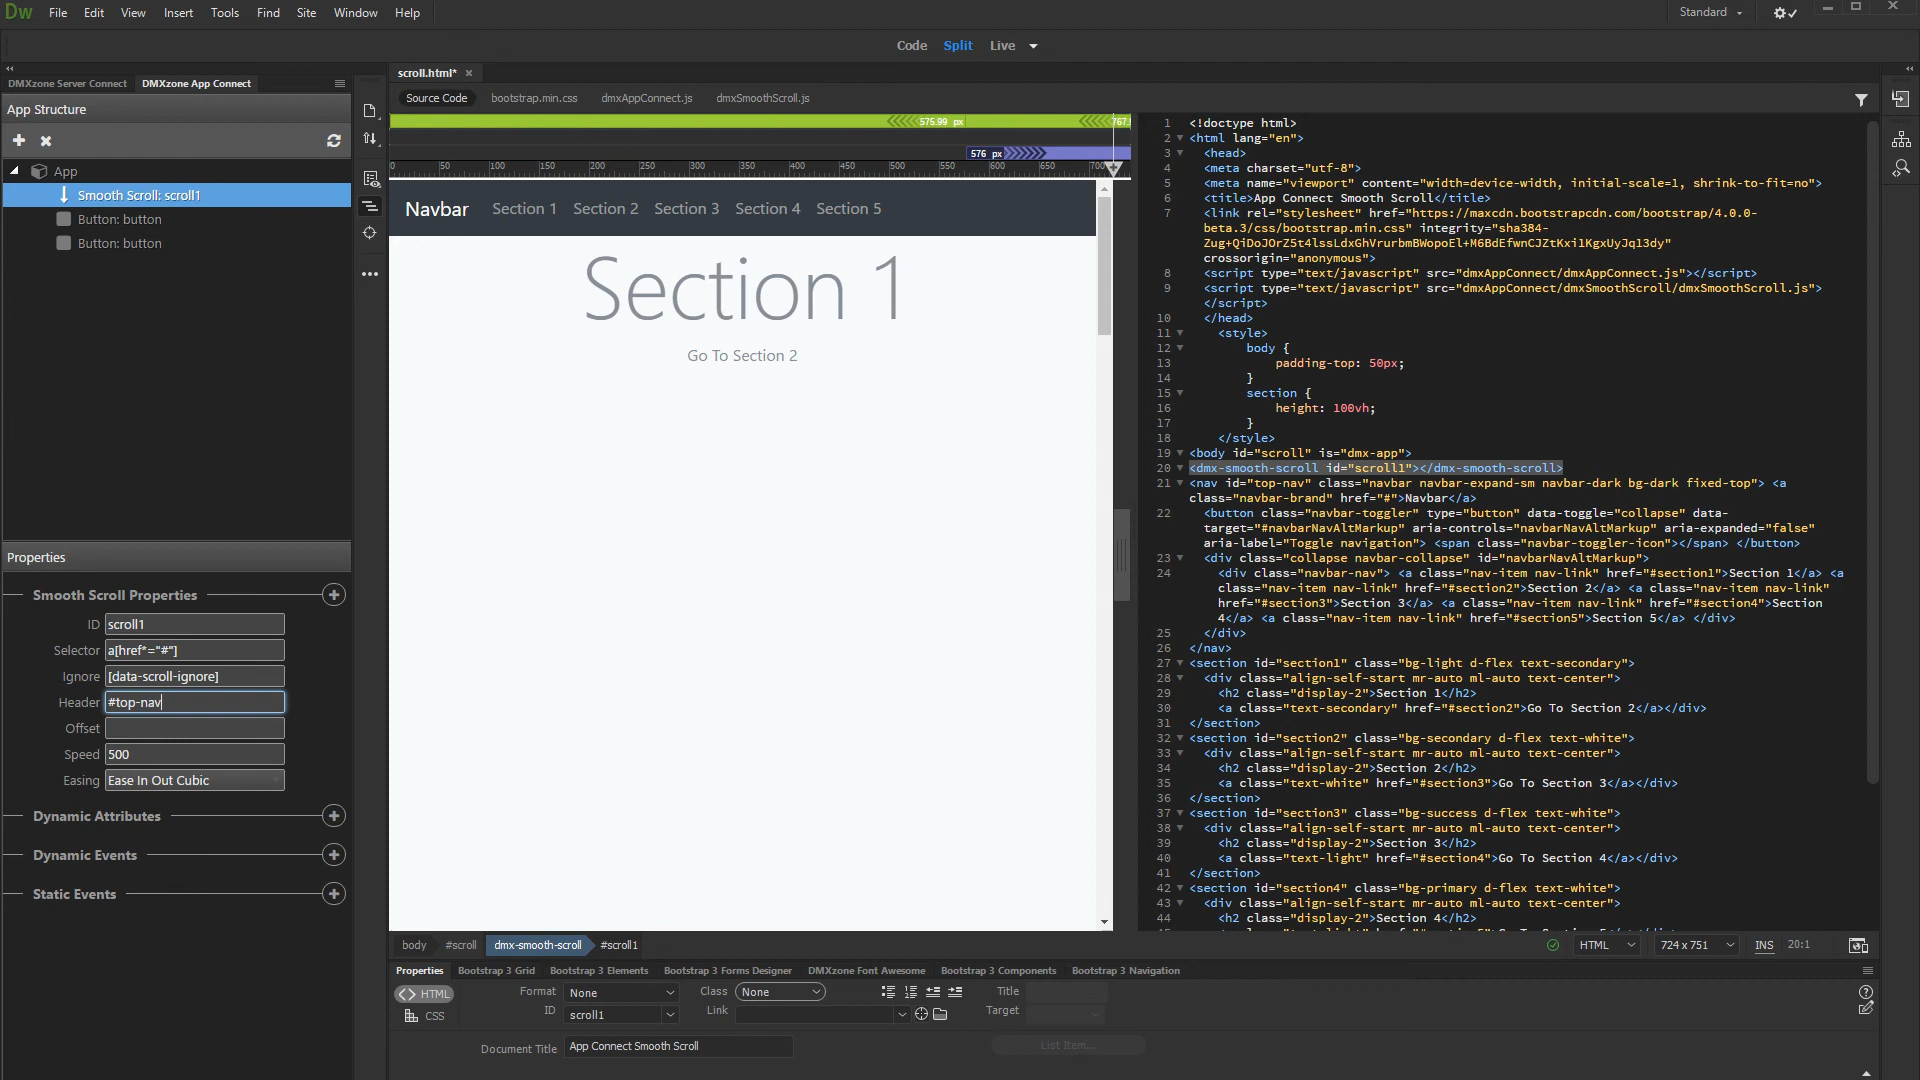 Dw File Edit View Insert Tools Find Site Window Help Standard
Code Split Live
DMXzone Server Connect DMXzone App Connect
App Structure
App
Smooth Scroll: scroll1
Button: button
Button: button
Properties
Smooth Scroll Properties
ID scroll1
Selector a[href*="#"]
Ignore [data-scroll-ignore]
Header #top-nav
Offset
Speed 500
Easing Ease In Out Cubic
Dynamic Attributes
Dynamic Events
Static Events
scroll.html*
Source Code bootstrap.min.css dmxAppConnect.js dmxSmoothScroll.js
575.99 px
576 px
0 50 100 150 200 250 300 350 400 450 500 550 600 650 700
Navbar Section 1 Section 2 Section 3 Section 4 Section 5
Section 1
Go To Section 2
1 <!doctype html>
2 <html lang="en">
3 <head>
4 <meta charset="utf-8">
5 <meta name="viewport" content="width=device-width, initial-scale=1, shrink-to-fit=no">
6 <title>App Connect Smooth Scroll</title>
7 <link rel="stylesheet" href="https://maxcdn.bootstrapcdn.com/bootstrap/4.0.0-
beta.3/css/bootstrap.min.css" integrity="sha384-
Zug+QiDoJOrZ5t4lssLdxGhVrurbmBWopoEl+M6BdEfwnCJZtKxi1KgxUyJq13dy"
crossorigin="anonymous">
8 <script type="text/javascript" src="dmxAppConnect/dmxAppConnect.js"></script>
9 <script type="text/javascript" src="dmxAppConnect/dmxSmoothScroll/dmxSmoothScroll.js">
</script>
10 </head>
11 <style>
12 body {
13 padding-top: 50px;
14 }
15 section {
16 height: 100vh;
17 }
18 </style>
19 <body id="scroll" is="dmx-app">
20 <dmx-smooth-scroll id="scroll1"></dmx-smooth-scroll>
21 <nav id="top-nav" class="navbar navbar-expand-sm navbar-dark bg-dark fixed-top"> <a
class="navbar-brand" href="#">Navbar</a>
22 <button class="navbar-toggler" type="button" data-toggle="collapse" data-
target="#navbarNavAltMarkup" aria-controls="navbarNavAltMarkup" aria-expanded="false"
aria-label="Toggle navigation"> <span class="navbar-toggler-icon"></span> </button>
23 <div class="collapse navbar-collapse" id="navbarNavAltMarkup">
24 <div class="navbar-nav"> <a class="nav-item nav-link" href="#section1">Section 1</a> <a
class="nav-item nav-link" href="#section2">Section 2</a> <a class="nav-item nav-link"
href="#section3">Section 3</a> <a class="nav-item nav-link" href="#section4">Section
4</a> <a class="nav-item nav-link" href="#section5">Section 5</a> </div>
25 </div>
26 </nav>
27 <section id="section1" class="bg-light d-flex text-secondary">
28 <div class="align-self-start mr-auto ml-auto text-center">
29 <h2 class="display-2">Section 1</h2>
30 <a class="text-secondary" href="#section2">Go To Section 2</a></div>
31 </section>
32 <section id="section2" class="bg-secondary d-flex text-white">
33 <div class="align-self-start mr-auto ml-auto text-center">
34 <h2 class="display-2">Section 2</h2>
35 <a class="text-white" href="#section3">Go To Section 3</a></div>
36 </section>
37 <section id="section3" class="bg-success d-flex text-white">
38 <div class="align-self-start mr-auto ml-auto text-center">
39 <h2 class="display-2">Section 3</h2>
40 <a class="text-light" href="#section4">Go To Section 4</a></div>
41 </section>
42 <section id="section4" class="bg-primary d-flex text-white">
43 <div class="align-self-start mr-auto ml-auto text-center">
44 <h2 class="display-2">Section 4</h2>
body #scroll dmx-smooth-scroll #scroll1
HTML 724 x 751 INS 20:1
Properties Bootstrap 3 Grid Bootstrap 3 Elements Bootstrap 3 Forms Designer DMXzone Font Awesome Bootstrap 3 Components Bootstrap 3 Navigation
HTML Format None Class None Title
CSS ID scroll1 Link Target
Document Title App Connect Smooth Scroll List Item...